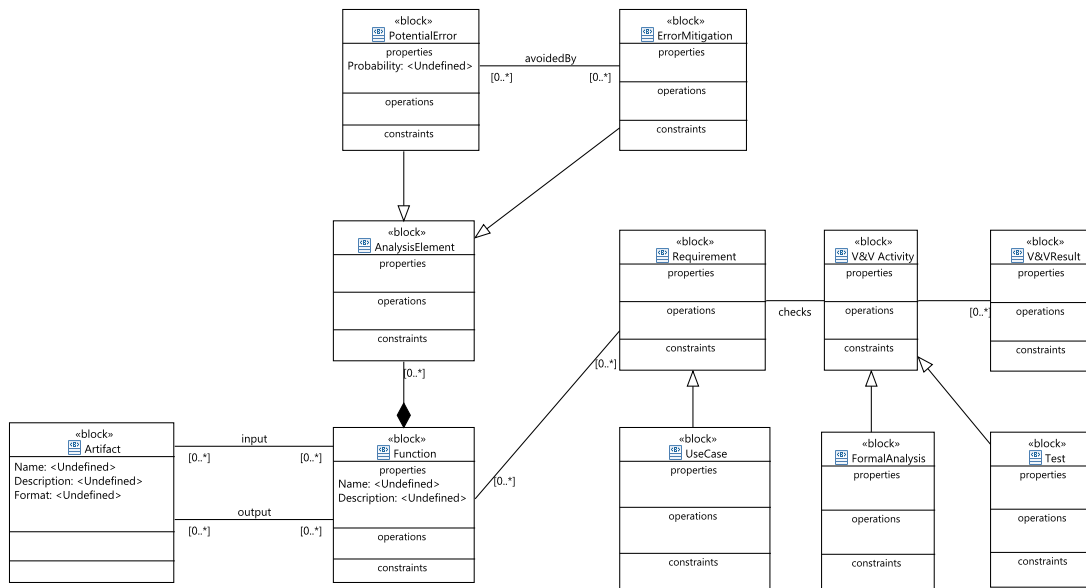 «block»
PotentialError
properties
Probability: <Undefined>
operations
constraints
avoidedBy
[0..*]
[0..*]
«block»
ErrorMitigation
properties
operations
constraints
«block»
AnalysisElement
properties
operations
constraints
[0..*]
«block»
Requirement
properties
operations
constraints
[0..*]
checks
«block»
V&V Activity
properties
operations
constraints
[0..*]
«block»
V&VResult
properties
operations
constraints
«block»
Artifact
Name: <Undefined>
Description: <Undefined>
Format: <Undefined>
input
[0..*]
[0..*]
output
[0..*]
[0..*]
«block»
Function
properties
Name: <Undefined>
Description: <Undefined>
operations
constraints
[0..*]
«block»
UseCase
properties
operations
constraints
«block»
FormalAnalysis
properties
operations
constraints
«block»
Test
properties
operations
constraints